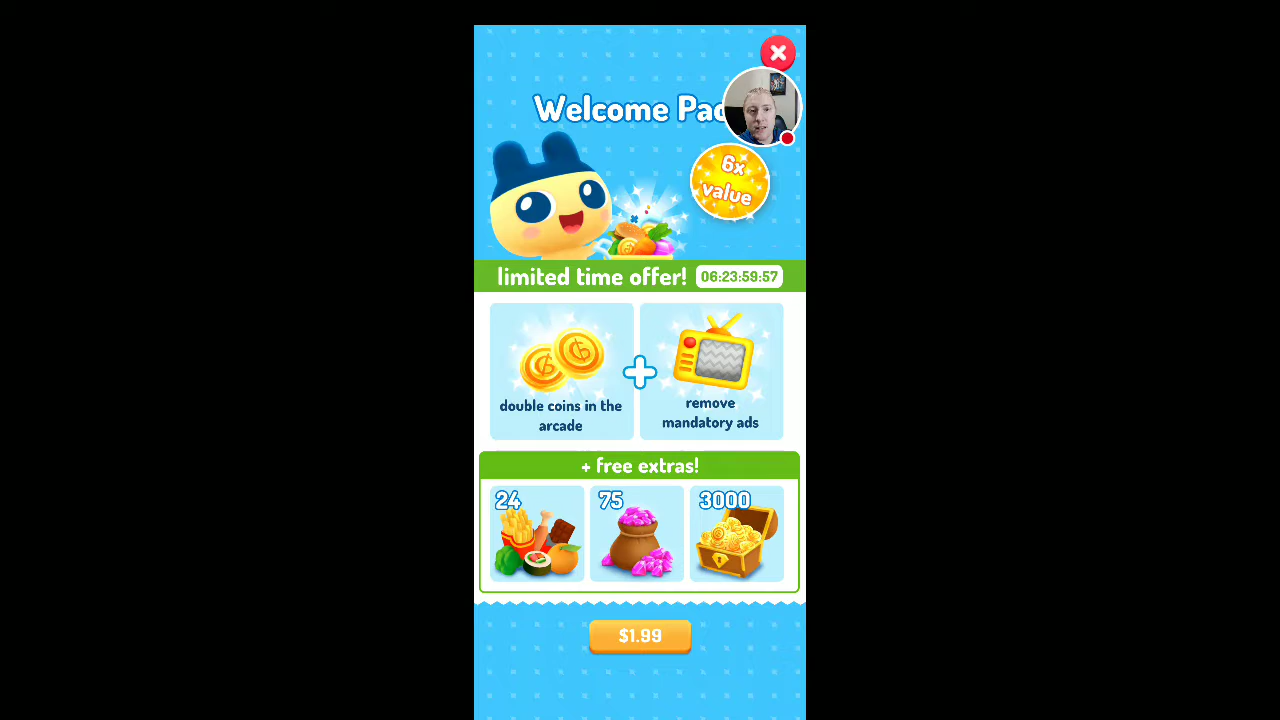 Welcome Pac
6x
value
limited time offer! 06:23:59:57
double coins in the
arcade
remove
mandatory ads
+ free extras!
24
75
3000
$1.99